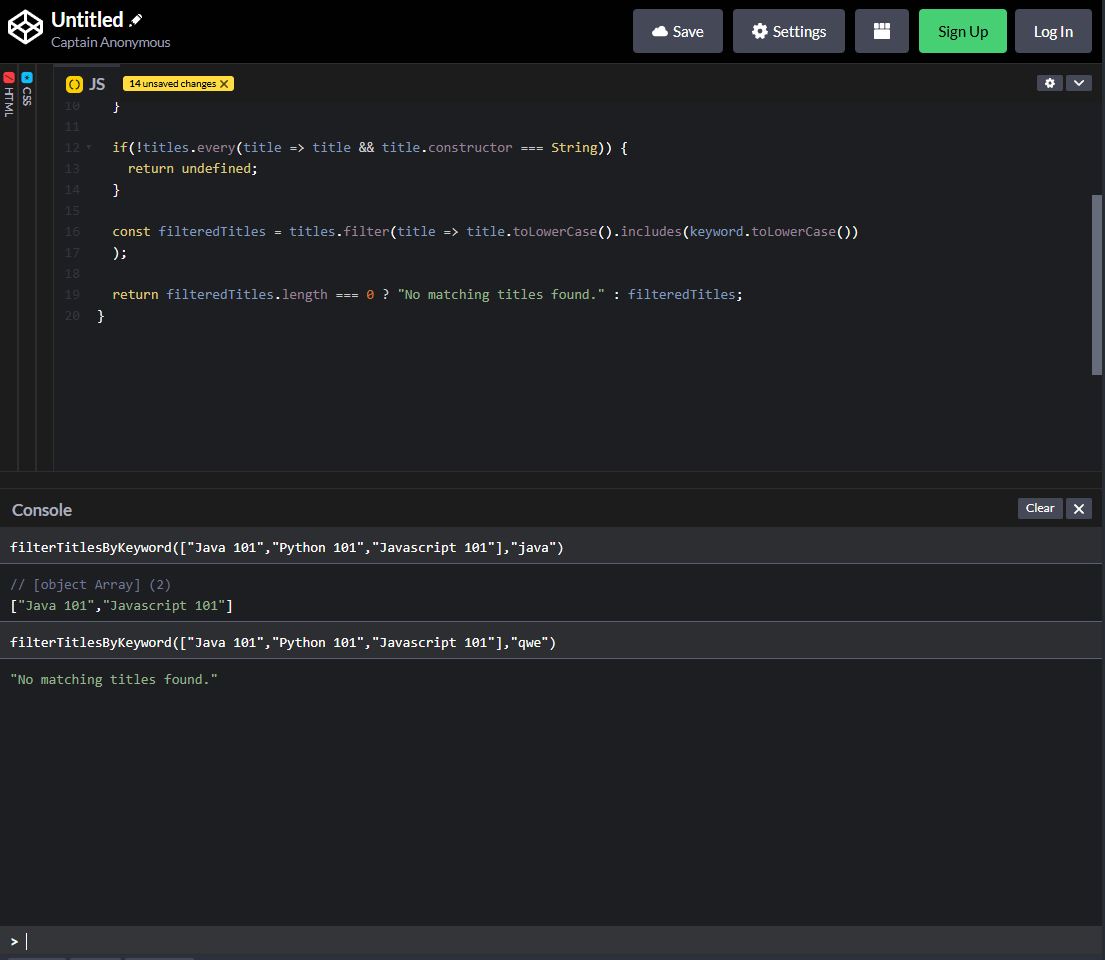 Untitled
Captain Anonymous
Save
Settings
Sign Up
Log In
HTML
CSS
JS
14 unsaved changes
10 }
11
12 if(!titles.every(title => title && title.constructor === String)) {
13 return undefined;
14 }
15
16 const filteredTitles = titles.filter(title => title.toLowerCase().includes(keyword.toLowerCase())
17 );
18
19 return filteredTitles.length === 0 ? "No matching titles found." : filteredTitles;
20 }
Console
Clear
filterTitlesByKeyword(["Java 101","Python 101","Javascript 101"],"java")
// [object Array] (2)
["Java 101","Javascript 101"]
filterTitlesByKeyword(["Java 101","Python 101","Javascript 101"],"qwe")
"No matching titles found."
>